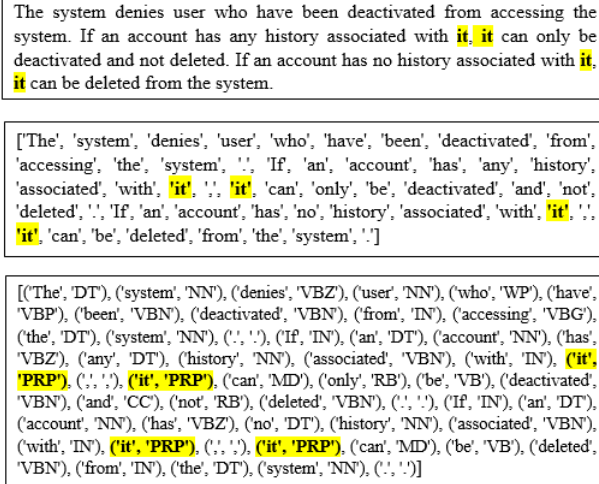 The system denies user who have been deactivated from accessing the
system. If an account has any history associated with it, it can only be
deactivated and not deleted. If an account has no history associated with it,
it can be deleted from the system.
['The', 'system', 'denies', 'user', 'who', 'have', 'been', 'deactivated', 'from',
'accessing', 'the', 'system', '.', 'If', 'an', 'account', 'has', 'any', 'history',
'associated', 'with', 'it', ',', 'it', 'can', 'only', 'be', 'deactivated', 'and', 'not',
'deleted', '.', 'If', 'an', 'account', 'has', 'no', 'history', 'associated', 'with', 'it', ',',
'it', 'can', 'be', 'deleted', 'from', 'the', 'system', '.']
[('The', 'DT'), ('system', 'NN'), ('denies', 'VBZ'), ('user', 'NN'), ('who', 'WP'), ('have',
'VBP'), ('been', 'VBN'), ('deactivated', 'VBN'), ('from', 'IN'), ('accessing', 'VBG'),
('the', 'DT'), ('system', 'NN'), ('.', '.'), ('If', 'IN'), ('an', 'DT'), ('account', 'NN'), ('has',
'VBZ'), ('any', 'DT'), ('history', 'NN'), ('associated', 'VBN'), ('with', 'IN'), ('it',
'PRP'), (',', ','), ('it', 'PRP'), ('can', 'MD'), ('only', 'RB'), ('be', 'VB'), ('deactivated',
'VBN'), ('and', 'CC'), ('not', 'RB'), ('deleted', 'VBN'), ('.', '.'), ('If', 'IN'), ('an', 'DT'),
('account', 'NN'), ('has', 'VBZ'), ('no', 'DT'), ('history', 'NN'), ('associated', 'VBN'),
('with', 'IN'), ('it', 'PRP'), (',', ','), ('it', 'PRP'), ('can', 'MD'), ('be', 'VB'), ('deleted',
'VBN'), ('from', 'IN'), ('the', 'DT'), ('system', 'NN'), ('.', '.')]